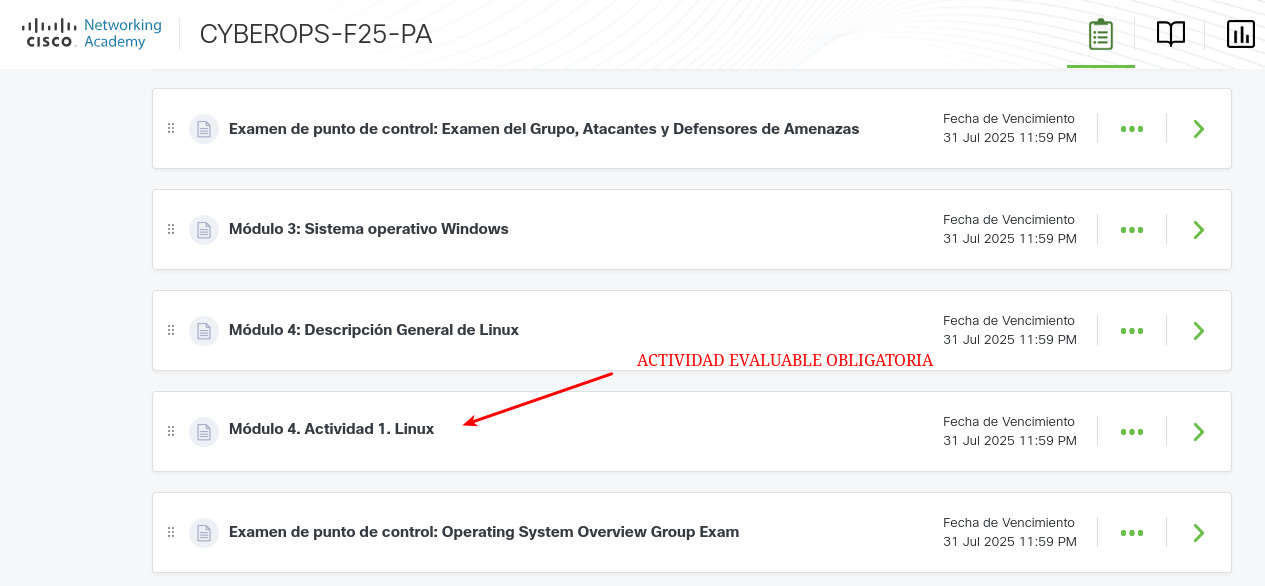 Networking
Academy
CISCO
CYBEROPS-F25-PA
Examen de punto de control: Examen del Grupo, Atacantes y Defensores de Amenazas
Fecha de Vencimiento
31 Jul 2025 11:59 PM
Módulo 3: Sistema operativo Windows
Fecha de Vencimiento
31 Jul 2025 11:59 PM
Módulo 4: Descripción General de Linux
Fecha de Vencimiento
31 Jul 2025 11:59 PM
ACTIVIDAD EVALUABLE OBLIGATORIA
Módulo 4. Actividad 1. Linux
Fecha de Vencimiento
31 Jul 2025 11:59 PM
Examen de punto de control: Operating System Overview Group Exam
Fecha de Vencimiento
31 Jul 2025 11:59 PM